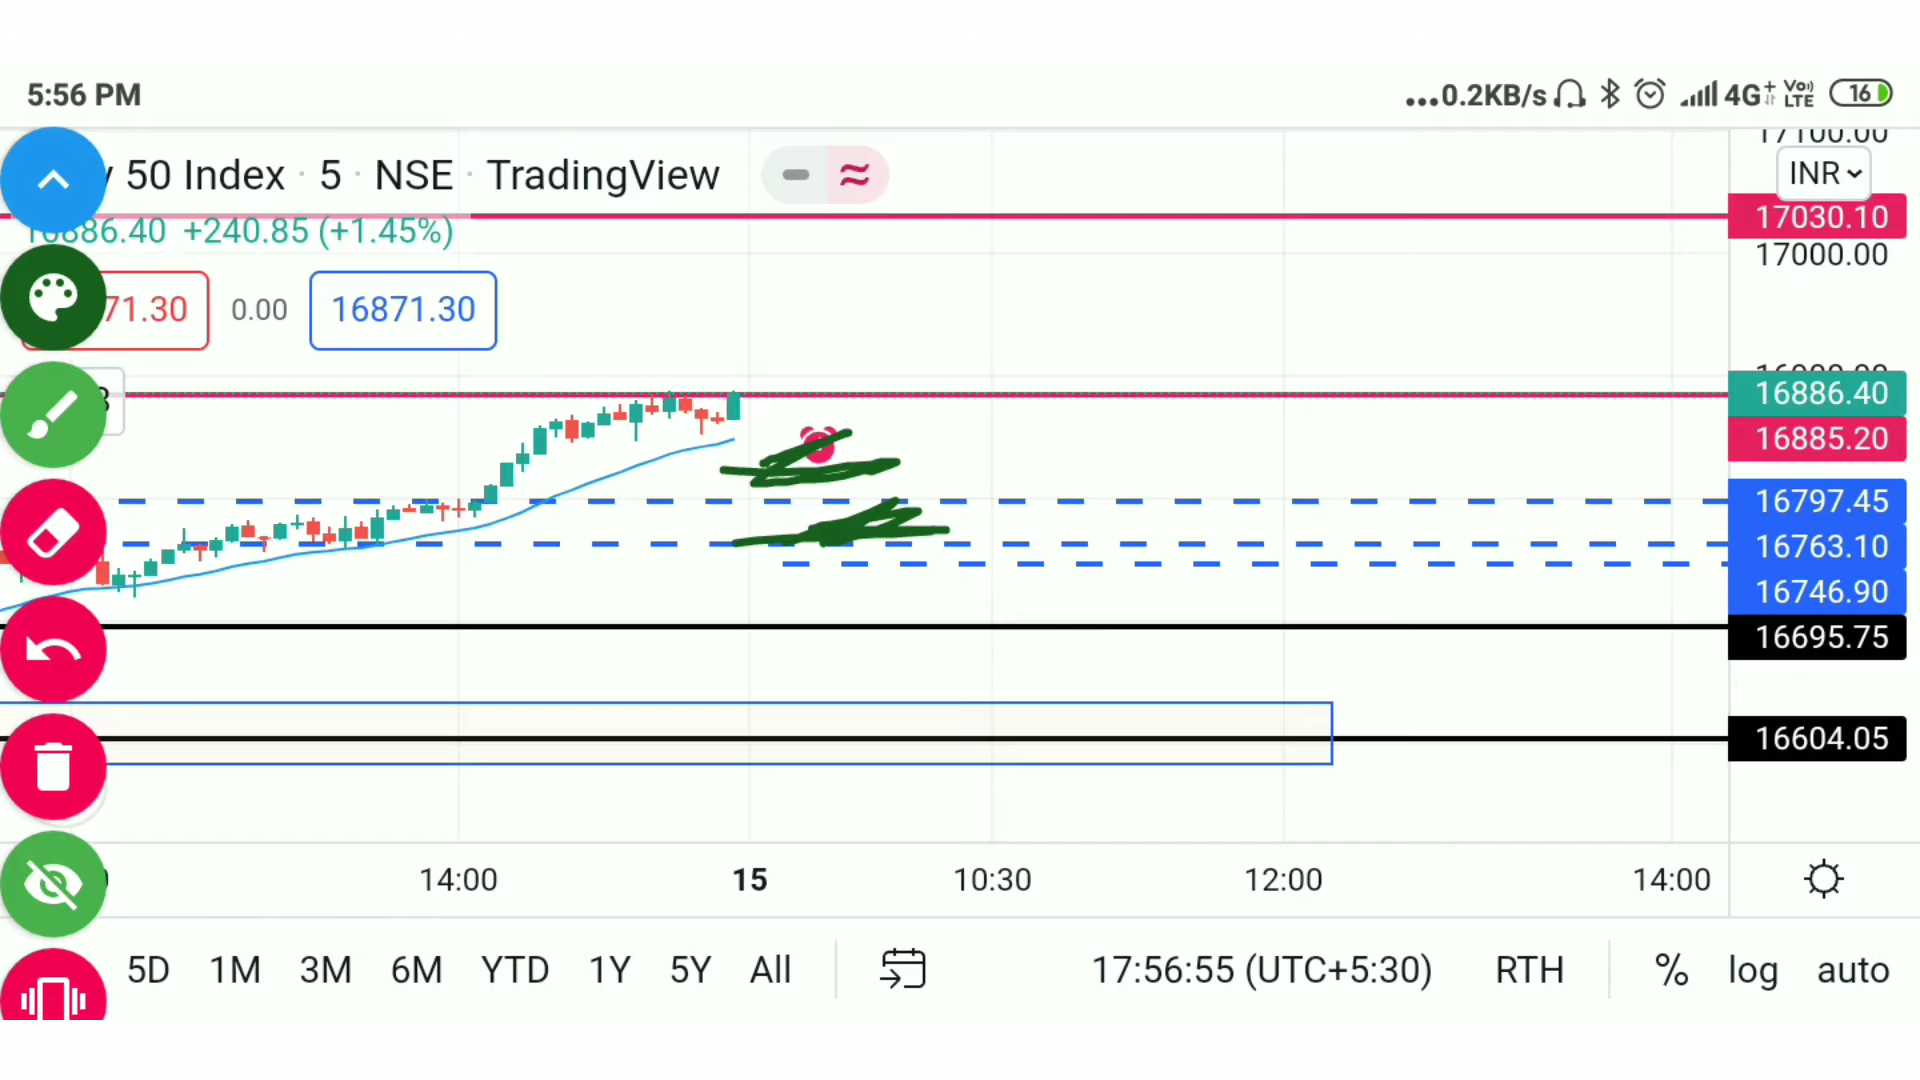 5:56 PM
...0.2KB/s 4G+ Vo) LTE 16
50 Index · 5 · NSE · TradingView
17100.00
INR
17030.10
16886.40 +240.85 (+1.45%)
17000.00
71.30 0.00 16871.30
16886.40
16885.20
16797.45
16763.10
16746.90
16695.75
16604.05
14:00 15 10:30 12:00 14:00
5D 1M 3M 6M YTD 1Y 5Y All 17:56:55 (UTC+5:30) RTH % log auto